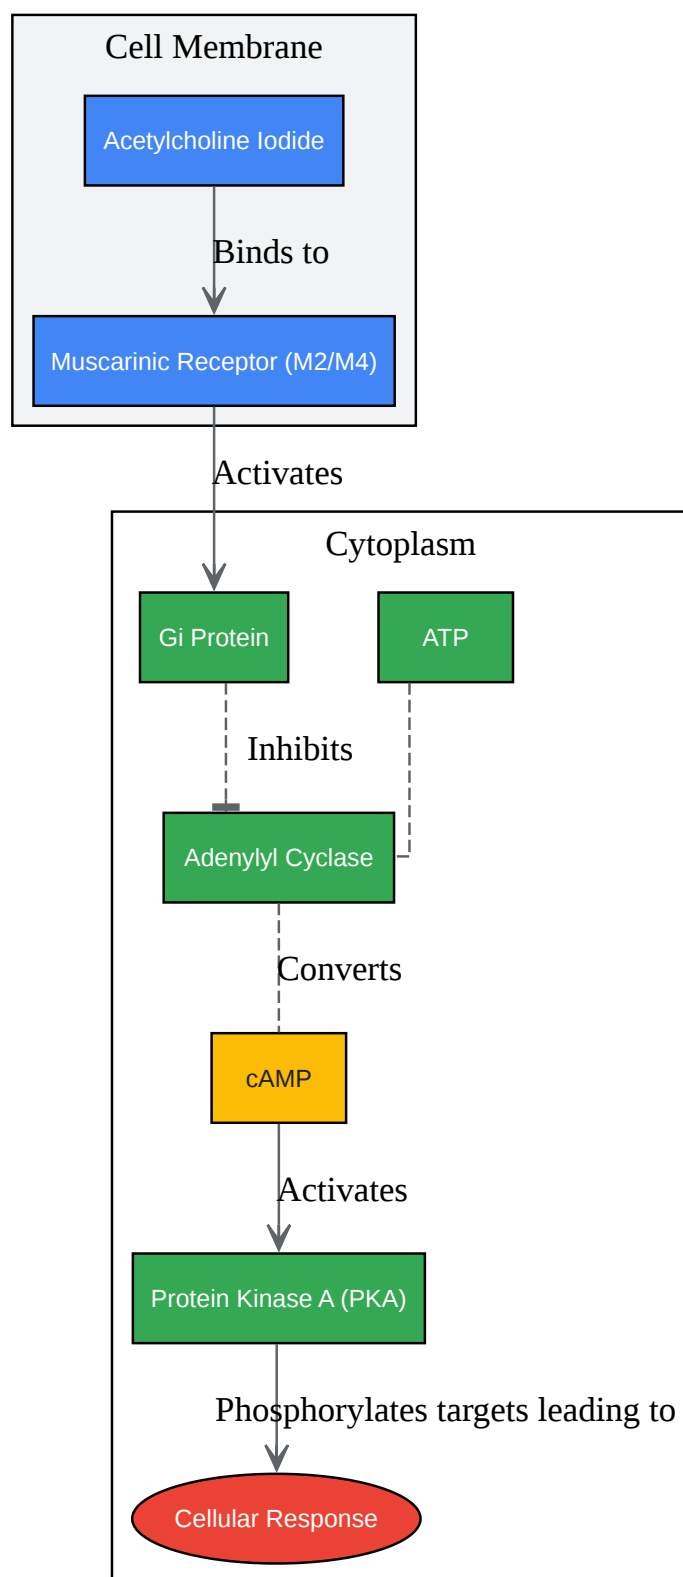 Cell Membrane
Acetylcholine Iodide
Binds to
Muscarinic Receptor (M2/M4)
Activates
Cytoplasm
Gi Protein
ATP
Inhibits
Adenylyl Cyclase
Converts
cAMP
Activates
Protein Kinase A (PKA)
Phosphorylates targets leading to
Cellular Response